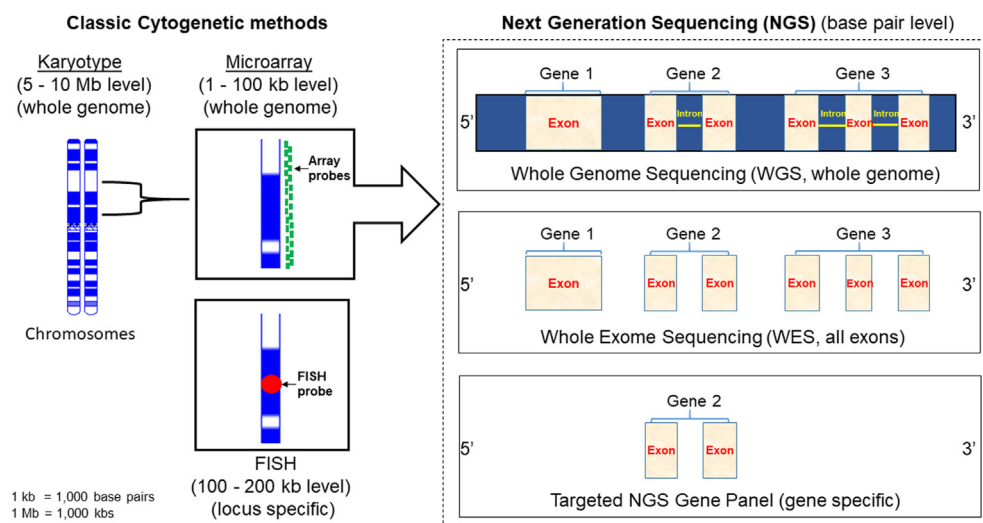 Classic Cytogenetic methods
Karyotype
(5 - 10 Mb level)
(whole genome)
Chromosomes
Microarray
(1 - 100 kb level)
(whole genome)
Array
probes
FISH
probe
FISH
(100 - 200 kb level)
(locus specific)
1 kb = 1,000 base pairs
1 Mb = 1,000 kbs
Next Generation Sequencing (NGS) (base pair level)
Gene 1 Gene 2 Gene 3
5’ Exon Exon Intron Exon Exon Intron Exon Intron Exon 3’
Whole Genome Sequencing (WGS, whole genome)
Gene 1 Gene 2 Gene 3
5’ Exon Exon Exon Exon Exon Exon 3’
Whole Exome Sequencing (WES, all exons)
Gene 2
5’ Exon Exon 3’
Targeted NGS Gene Panel (gene specific)